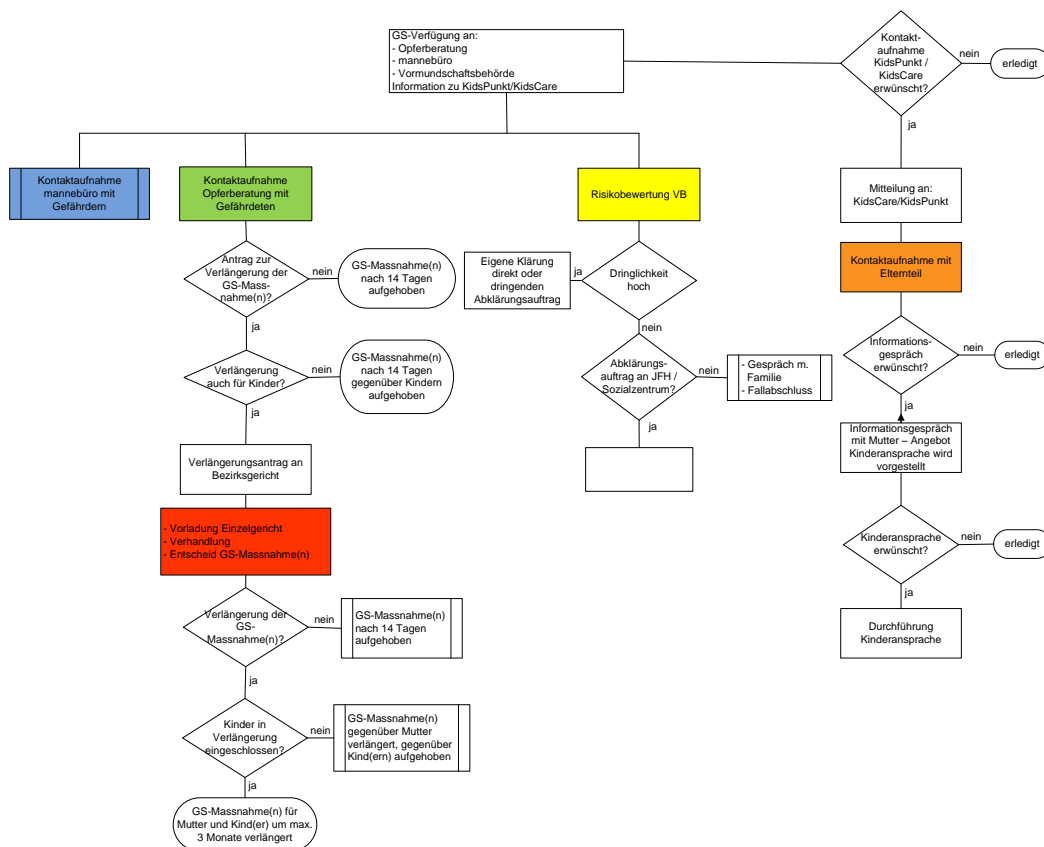 GS-Verfügung an:
- Opferberatung
- mannebüro
- Vormundschaftsbehörde
Information zu KidsPunkt/KidsCare
Kontakt-
aufnahme
KidsPunkt /
KidsCare
erwünscht?
nein
erledigt
ja
Kontaktaufnahme
mannebüro mit
Gefährdern
Kontaktaufnahme
Opferberatung mit
Gefährdeten
Risikobewertung VB
Mitteilung an:
KidsCare/KidsPunkt
Antrag zur
Verlängerung der
GS-Mass-
nahme(n)?
nein
GS-Massnahme(n)
nach 14 Tagen
aufgehoben
ja
Eigene Klärung
direkt oder
dringenden
Abklärungsauftrag
ja
Dringlichkeit
hoch
nein
Kontaktaufnahme mit
Elternteil
Verlängerung
auch für Kinder?
nein
GS-Massnahme(n)
nach 14 Tagen
gegenüber Kindern
aufgehoben
ja
Abklärungs-
auftrag an JFH /
Sozialzentrum?
nein
- Gespräch m.
Familie
- Fallabschluss
ja
Informations-
gespräch
erwünscht?
nein
erledigt
ja
Informationsgespräch
mit Mutter – Angebot
Kinderansprache wird
vorgestellt
Verlängerungsantrag an
Bezirksgericht
- Vorladung Einzelgericht
- Verhandlung
- Entscheid GS-Massnahme(n)
Kinderansprache
erwünscht?
nein
erledigt
ja
Durchführung
Kinderansprache
Verlängerung der
GS-
Massnahme(n)?
nein
GS-Massnahme(n)
nach 14 Tagen
aufgehoben
ja
Kinder in
Verlängerung
eingeschlossen?
nein
GS-Massnahme(n)
gegenüber Mutter
verlängert, gegenüber
Kind(ern) aufgehoben
ja
GS-Massnahme(n) für
Mutter und Kind(er) um max.
3 Monate verlängert